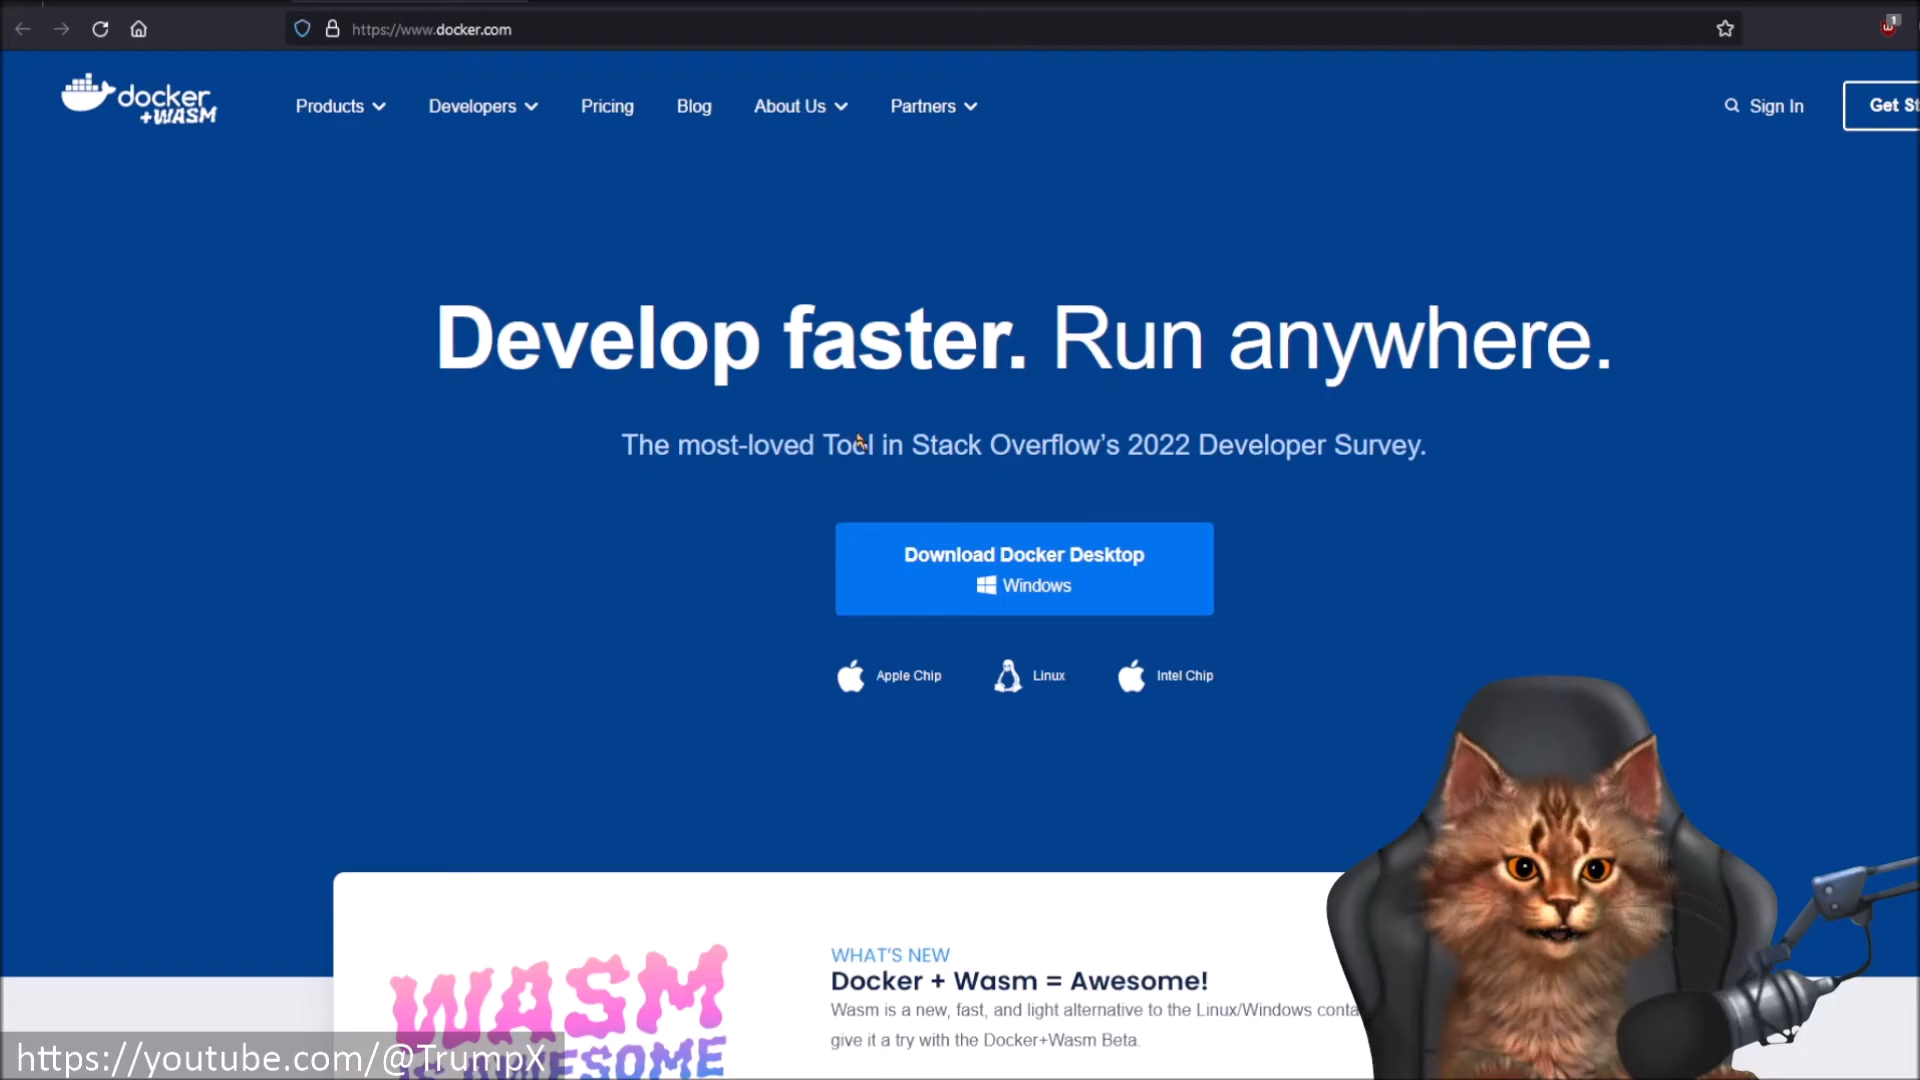 https://www.docker.com
1
docker
+WASM
Products
Developers
Pricing
Blog
About Us
Partners
Sign In
Get St
Develop faster. Run anywhere.
The most-loved Tool in Stack Overflow's 2022 Developer Survey.
Download Docker Desktop
Windows
Apple Chip
Linux
Intel Chip
WHAT'S NEW
Docker + Wasm = Awesome!
Wasm is a new, fast, and light alternative to the Linux/Windows conta
give it a try with the Docker+Wasm Beta.
WASM
IS AWESOME
https://youtube.com/@TrumpX